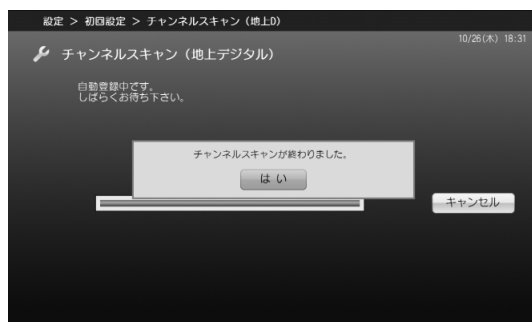 設定 > 初回設定 > チャンネルスキャン（地上D）
10/26(木) 18:31
チャンネルスキャン（地上デジタル）
自動登録中です。
しばらくお待ち下さい。
チャンネルスキャンが終わりました。
はい
キャンセル